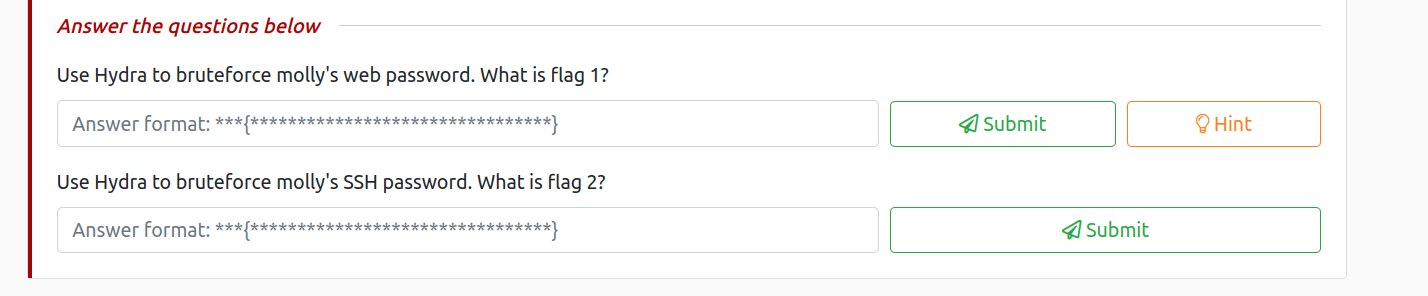 Answer the questions below
Use Hydra to bruteforce molly's web password. What is flag 1?
Answer format: ***{********************************}
Submit
Hint
Use Hydra to bruteforce molly's SSH password. What is flag 2?
Answer format: ***{********************************}
Submit